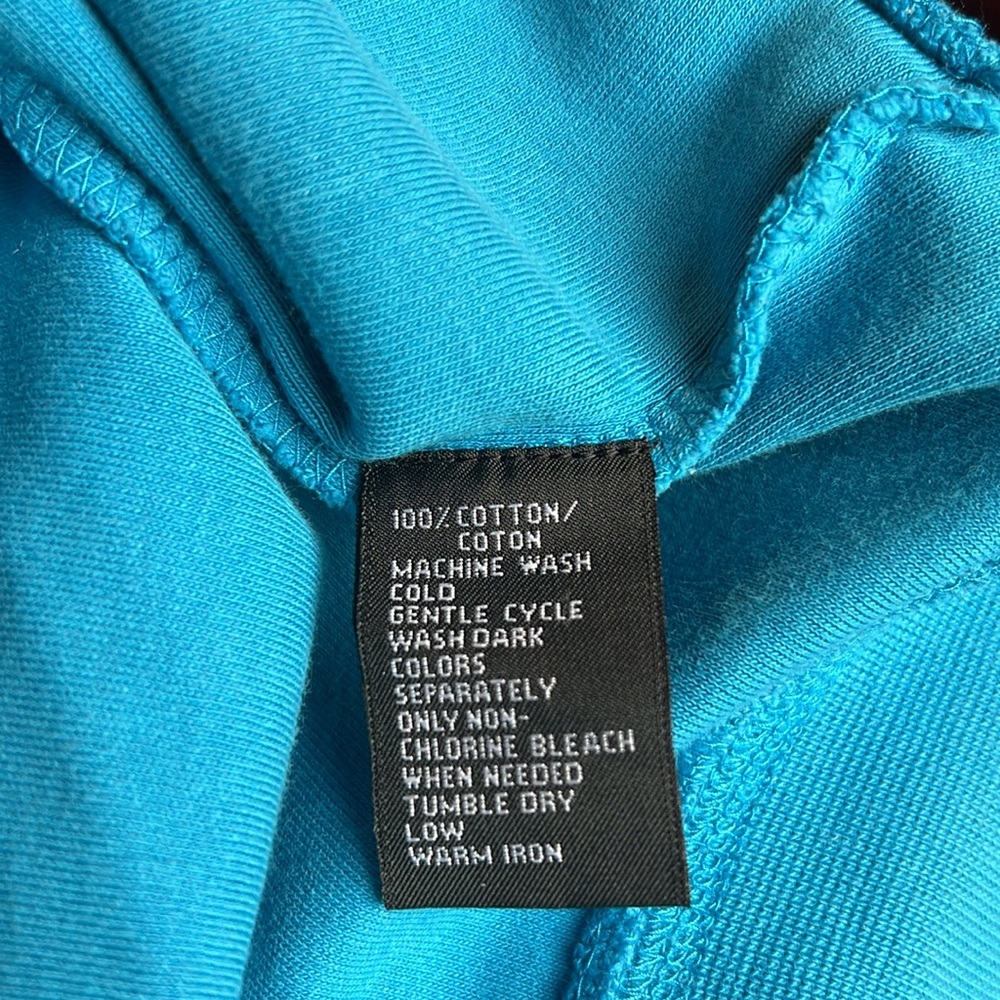 100% COTTON/
COTON
MACHINE WASH
COLD
GENTLE CYCLE
WASH DARK
COLORS
SEPARATELY
ONLY NON-
CHLORINE BLEACH
WHEN NEEDED
TUMBLE DRY
LOW
WARM IRON